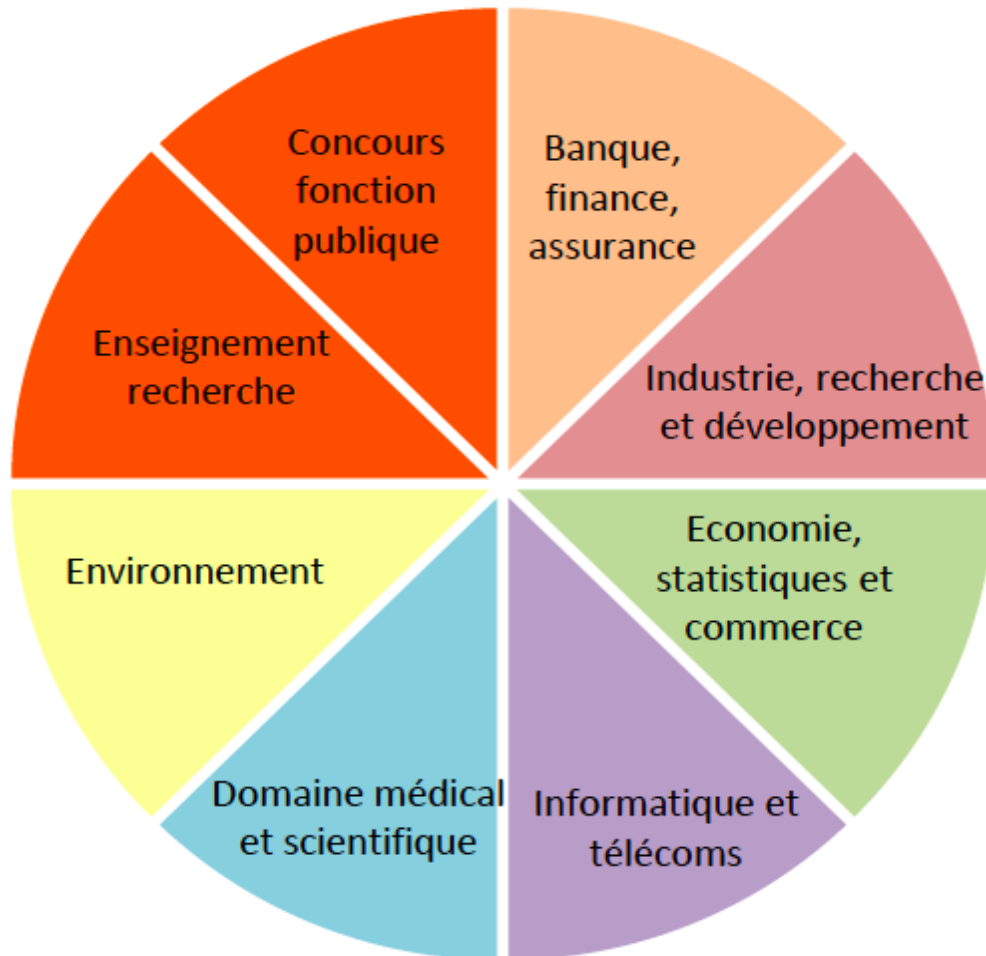 Concours
fonction
publique
Banque,
finance,
assurance
Enseignement
recherche
Industrie, recherche
et développement
Environnement
Economie,
statistiques et
commerce
Domaine médical
et scientifique
Informatique et
télécoms